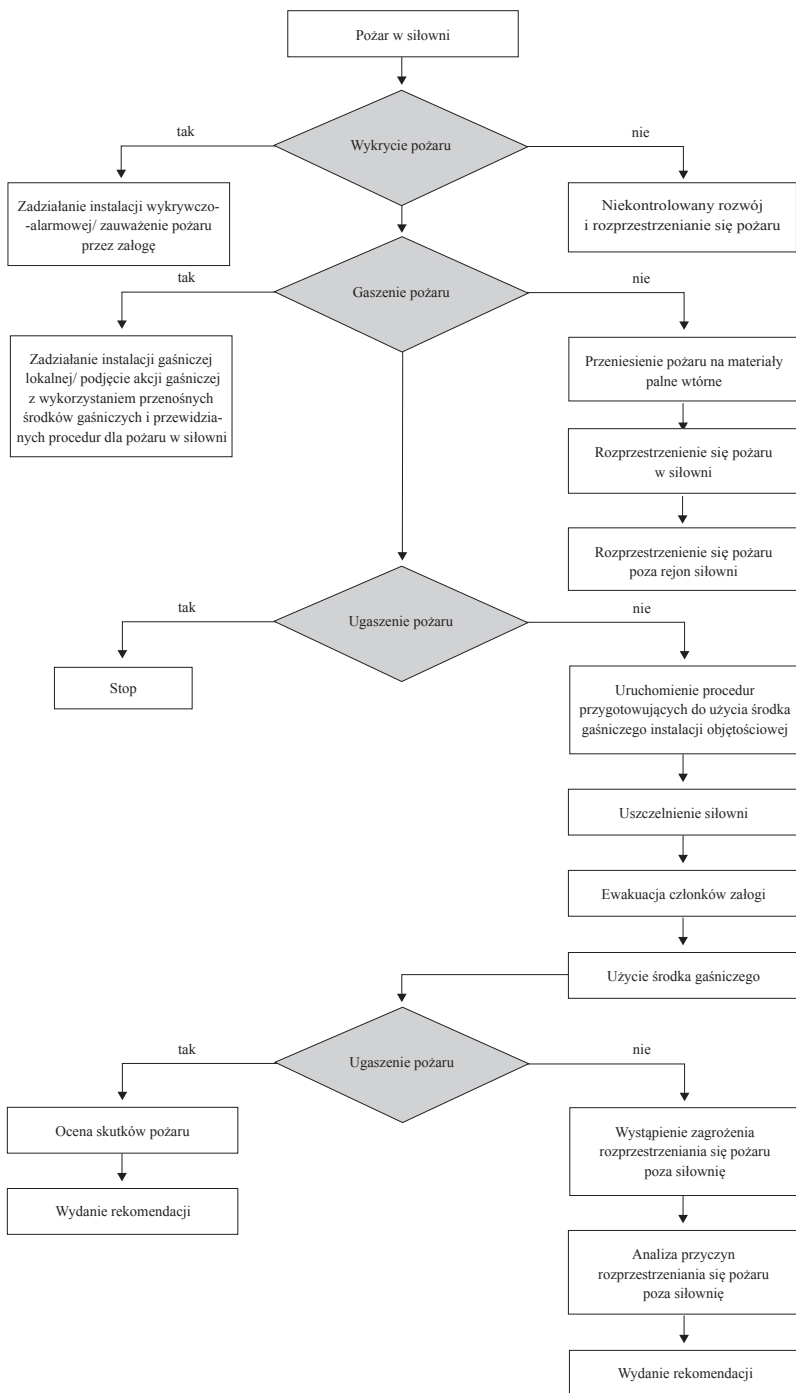 Pożar w siłowni
tak
nie
Wykrycie pożaru
Zadziałanie instalacji wykrywczo-
-alarmowej/ zauważenie pożaru
przez załogę
Niekontrolowany rozwój
i rozprzestrzenianie się pożaru
tak
nie
Gaszenie pożaru
Zadziałanie instalacji gaśniczej
lokalnej/ podjęcie akcji gaśniczej
z wykorzystaniem przenośnych
środków gaśniczych i przewidzia-
nych procedur dla pożaru w siłowni
Przeniesienie pożaru na materiały
palne wtórne
Rozprzestrzenienie się pożaru
w siłowni
Rozprzestrzenienie się pożaru
poza rejon siłowni
tak
nie
Ugaszenie pożaru
Stop
Uruchomienie procedur
przygotowujących do użycia środka
gaśniczego instalacji objętościowej
Uszczelnienie siłowni
Ewakuacja członków załogi
Użycie środka gaśniczego
tak
nie
Ugaszenie pożaru
Ocena skutków pożaru
Wydanie rekomendacji
Wystąpienie zagrożenia
rozprzestrzeniania się pożaru
poza siłownię
Analiza przyczyn
rozprzestrzeniania się pożaru
poza siłownię
Wydanie rekomendacji